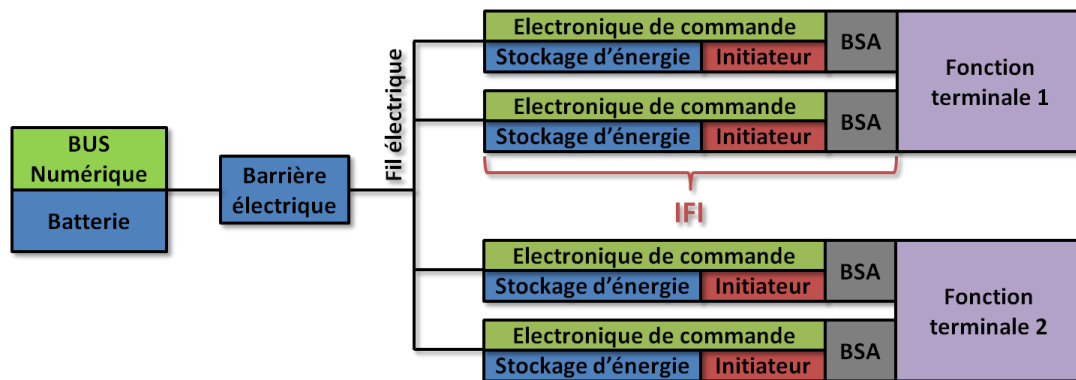 BUS
Numérique
Batterie
Barrière
électrique
Fil électrique
Electronique de commande
Stockage d'énergie
Initiateur
BSA
Electronique de commande
Stockage d'énergie
Initiateur
BSA
Fonction
terminale 1
IFI
Electronique de commande
Stockage d'énergie
Initiateur
BSA
Electronique de commande
Stockage d'énergie
Initiateur
BSA
Fonction
terminale 2